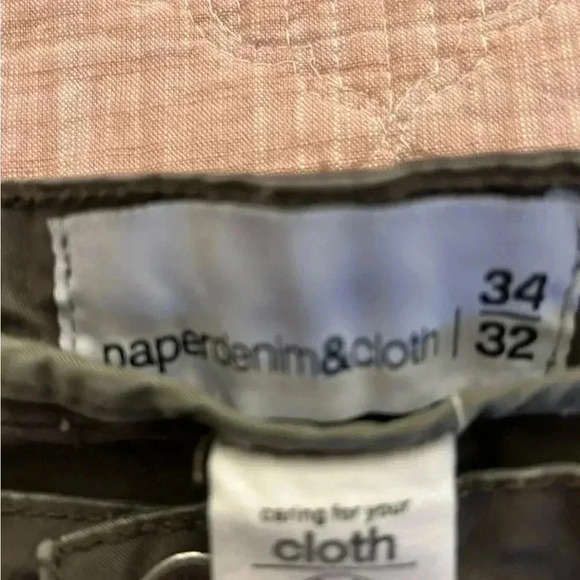 naperdenim&cloth | 34
32
caring for your
cloth